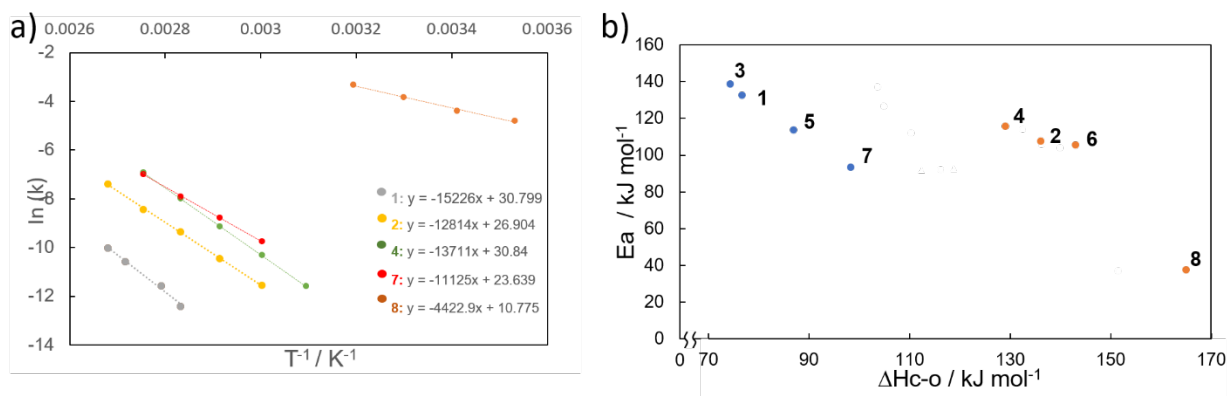 a)
0.0026 0.0028 0.003 0.0032 0.0034 0.0036
-2
-4
-6
-8
-10
-12
-14
ln (k)
T-1 / K-1
1: y = -15226x + 30.799
2: y = -12814x + 26.904
4: y = -13711x + 30.84
7: y = -11125x + 23.639
8: y = -4422.9x + 10.775
b)
160
140
120
100
80
60
40
20
0
Ea / kJ mol-1
3
1
5
7
4
2
6
8
0 70 90 110 130 150 170
ΔHc-o / kJ mol-1